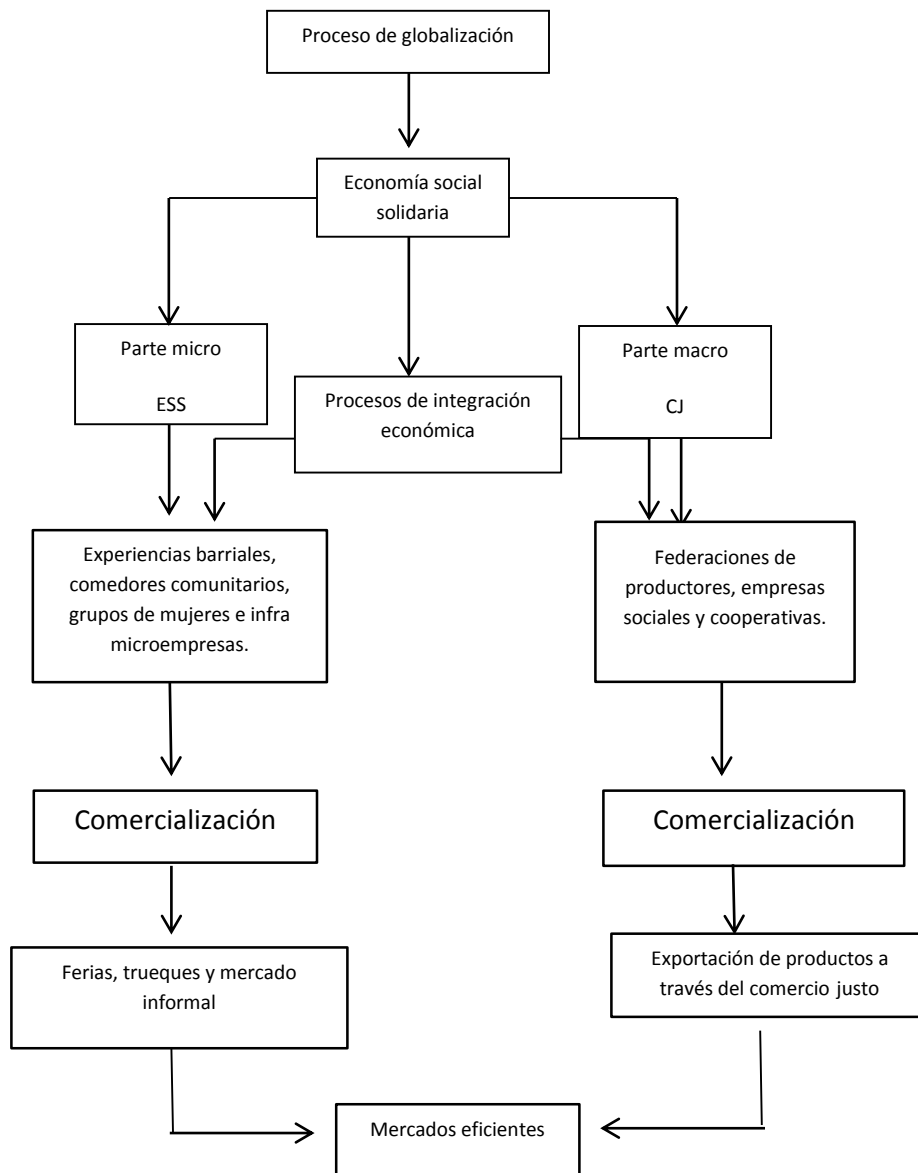 Proceso de globalización
Economía social
solidaria
Parte micro
ESS
Parte macro
CJ
Procesos de integración
económica
Experiencias barriales,
comedores comunitarios,
grupos de mujeres e infra
microempresas.
Federaciones de
productores, empresas
sociales y cooperativas.
Comercialización
Comercialización
Ferias, trueques y mercado
informal
Exportación de productos a
través del comercio justo
Mercados eficientes